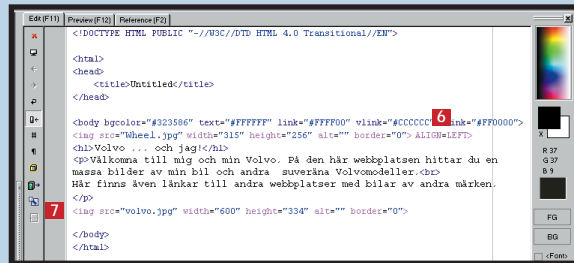 Edit (F11) Preview (F12) Reference (F2)
<!DOCTYPE HTML PUBLIC "-//W3C//DTD HTML 4.0 Transitional//EN">
<html>
<head>
<title>Untitled</title>
</head>
<body bgcolor="#323586" text="#FFFFFF" link="#FFFF00" vlink="#CCCCCC" 6 link="#FF0000">
<img src="Wheel.jpg" width="315" height="256" alt="" border="0"> ALIGN=LEFT>
<h1>Volvo ... och jag!</h1>
<p>Välkomna till mig och min Volvo. På den här webbplatsen hittar du en
massa bilder av min bil och andra suveräna Volvomodeller.<br>
Här finns även länkar till andra webbplatser med bilar av andra märken.
</p>
7 <img src="volvo.jpg" width="600" height="334" alt="" border="0">
</body>
</html>
X
R 37
G 37
B 9
FG
BG
<Font>